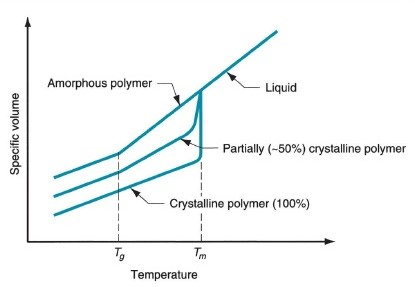 Amorphous polymer
Liquid
Specific volume
Partially (~50%) crystalline polymer
Crystalline polymer (100%)
Tg
Tm
Temperature